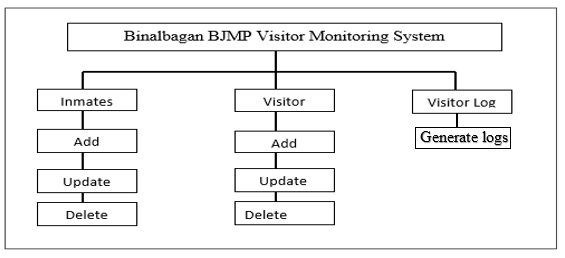 Binalbagan BJMP Visitor Monitoring System
Inmates
Add
Update
Delete
Visitor
Add
Update
Delete
Visitor Log
Generate logs